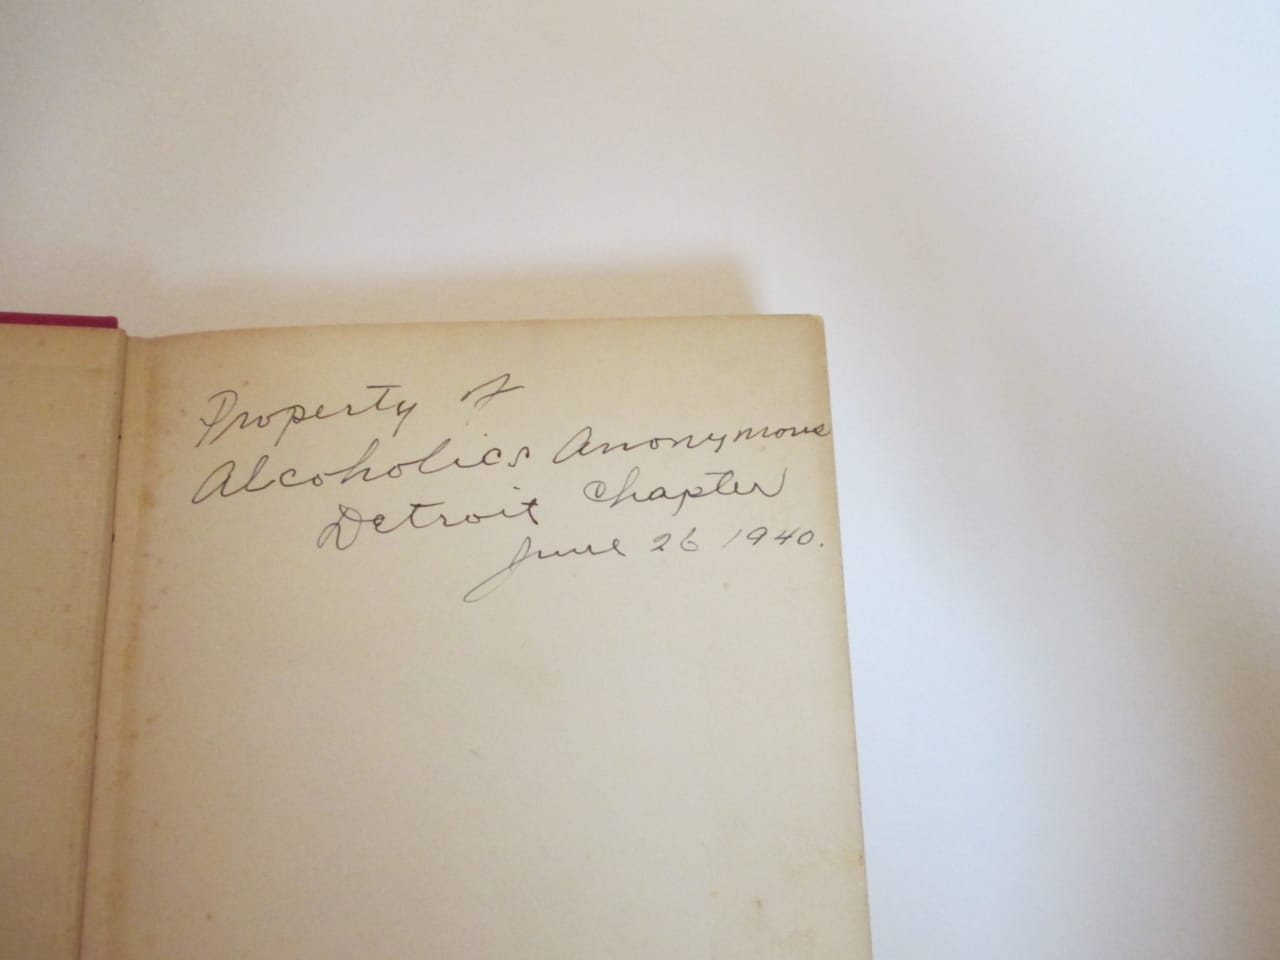 Property of
Alcoholics Anonymous
Detroit Chapter
June 26 1940.